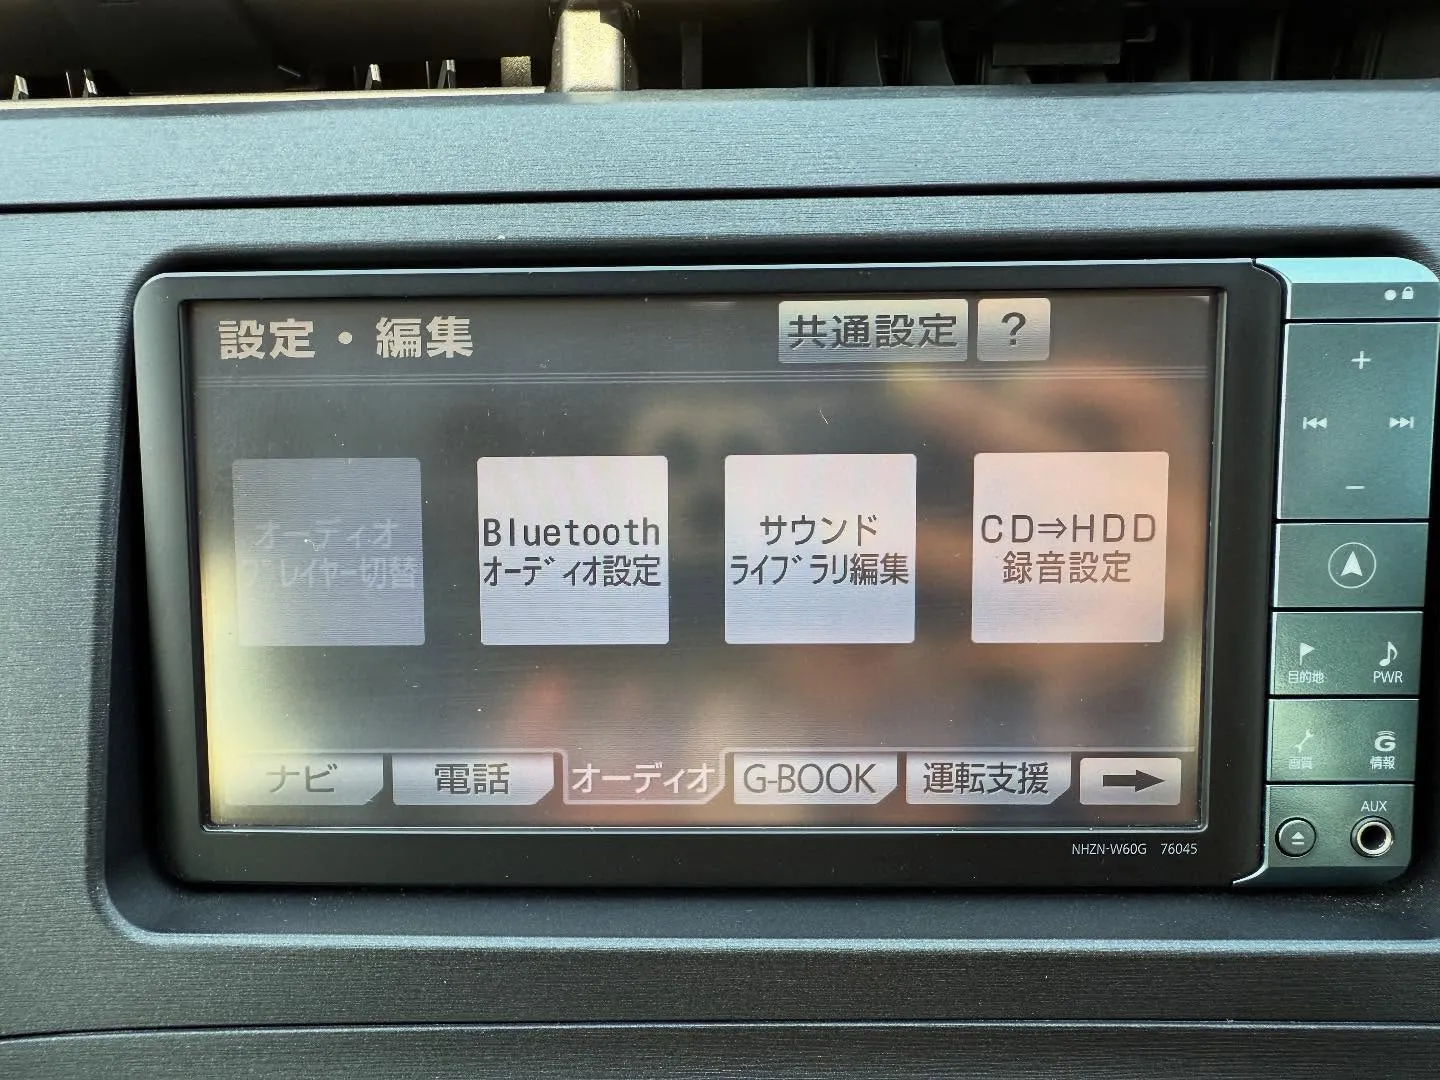 設定・編集
共通設定
?
オーディオ
プレイヤー切替
Bluetooth
オーディオ設定
サウンド
ライブラリ編集
CD⇒HDD
録音設定
ナビ
電話
オーディオ
G-BOOK
運転支援
NHZN-W60G 76045
+
−
目的地
PWR
画質
G
情報
AUX